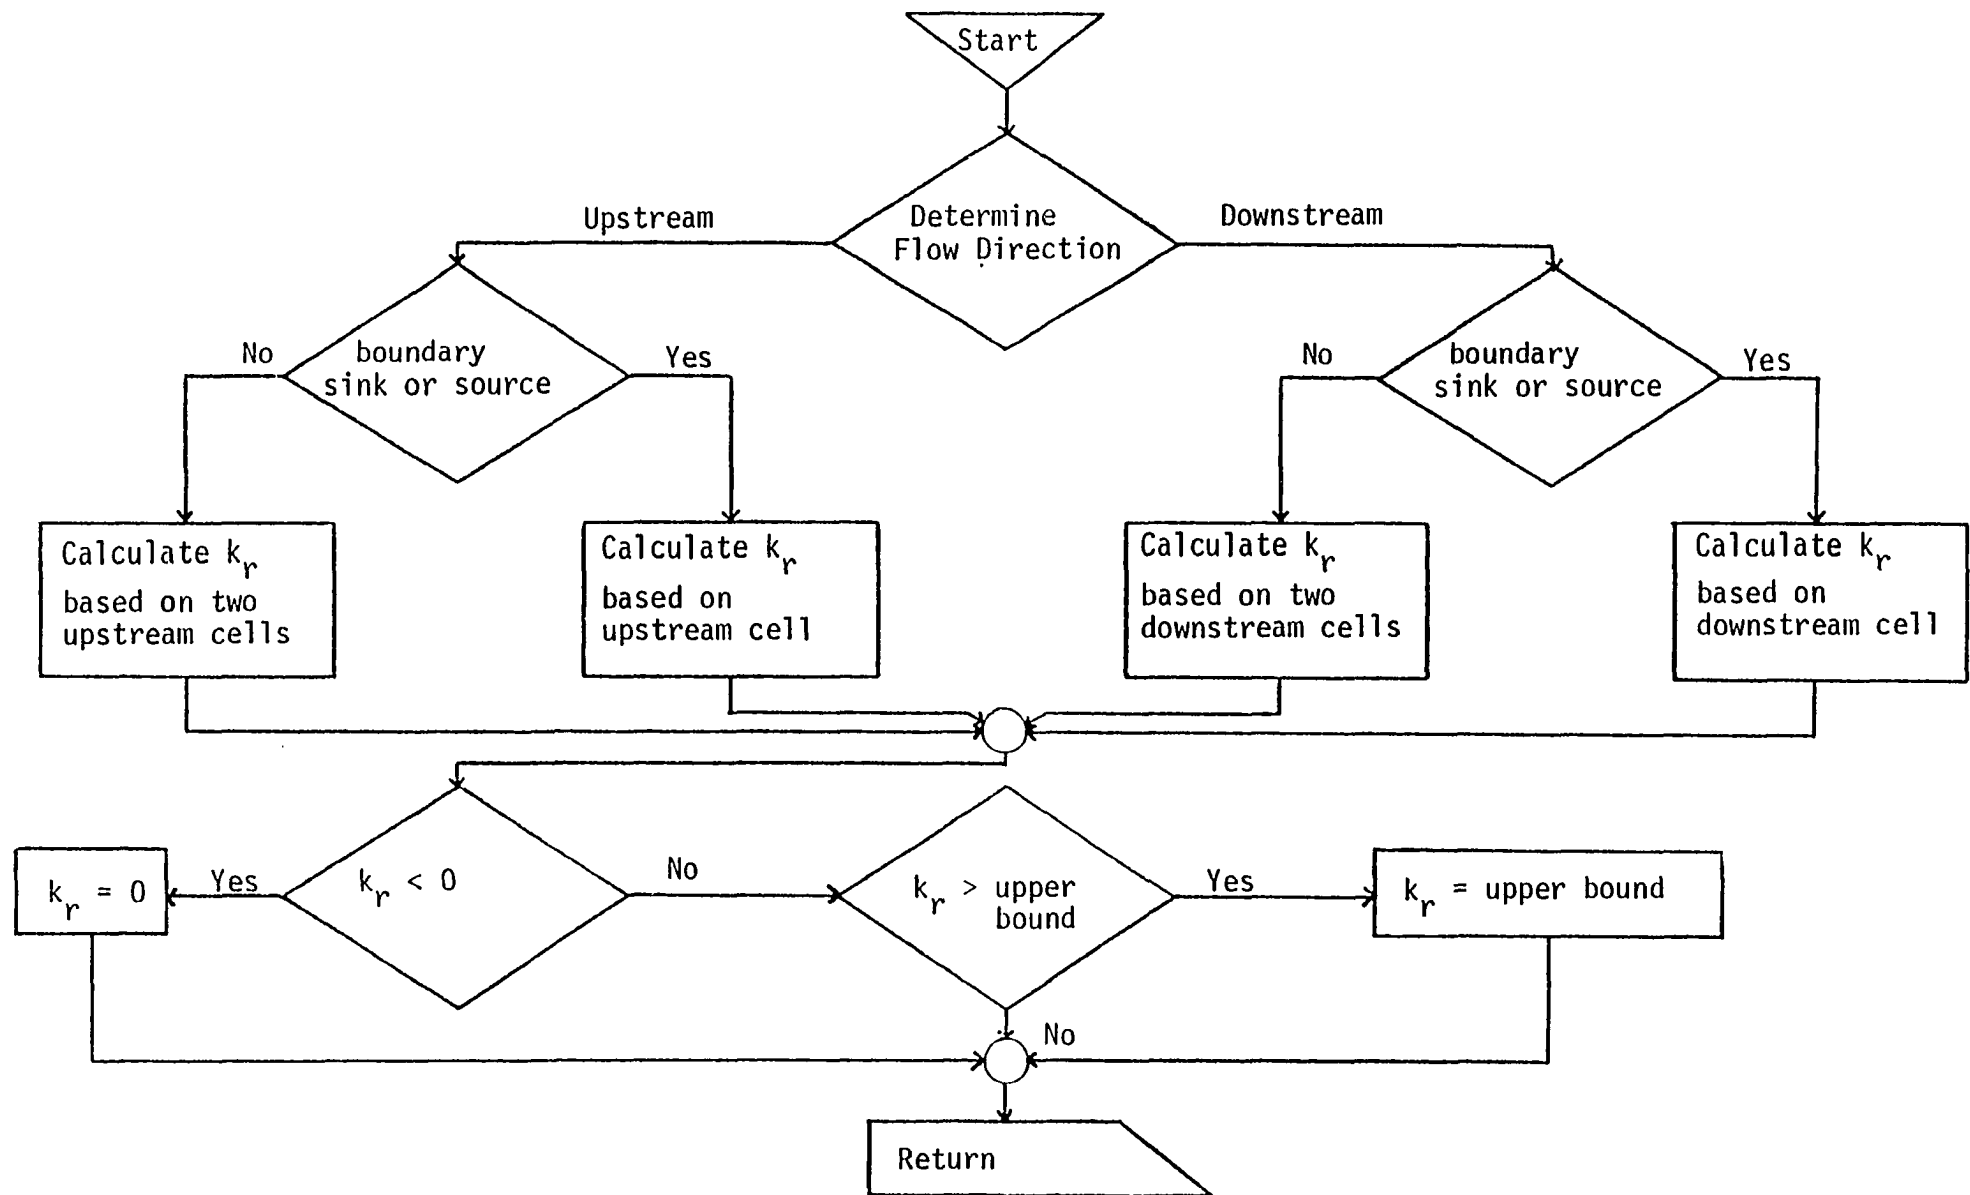 Start
Determine
Flow Direction
Upstream
Downstream
boundary
sink or source
No
Yes
boundary
sink or source
No
Yes
Calculate k_r
based on two
upstream cells
Calculate k_r
based on
upstream cell
Calculate k_r
based on two
downstream cells
Calculate k_r
based on
downstream cell
k_r = 0
Yes
k_r < 0
No
k_r > upper
bound
Yes
k_r = upper bound
No
Return